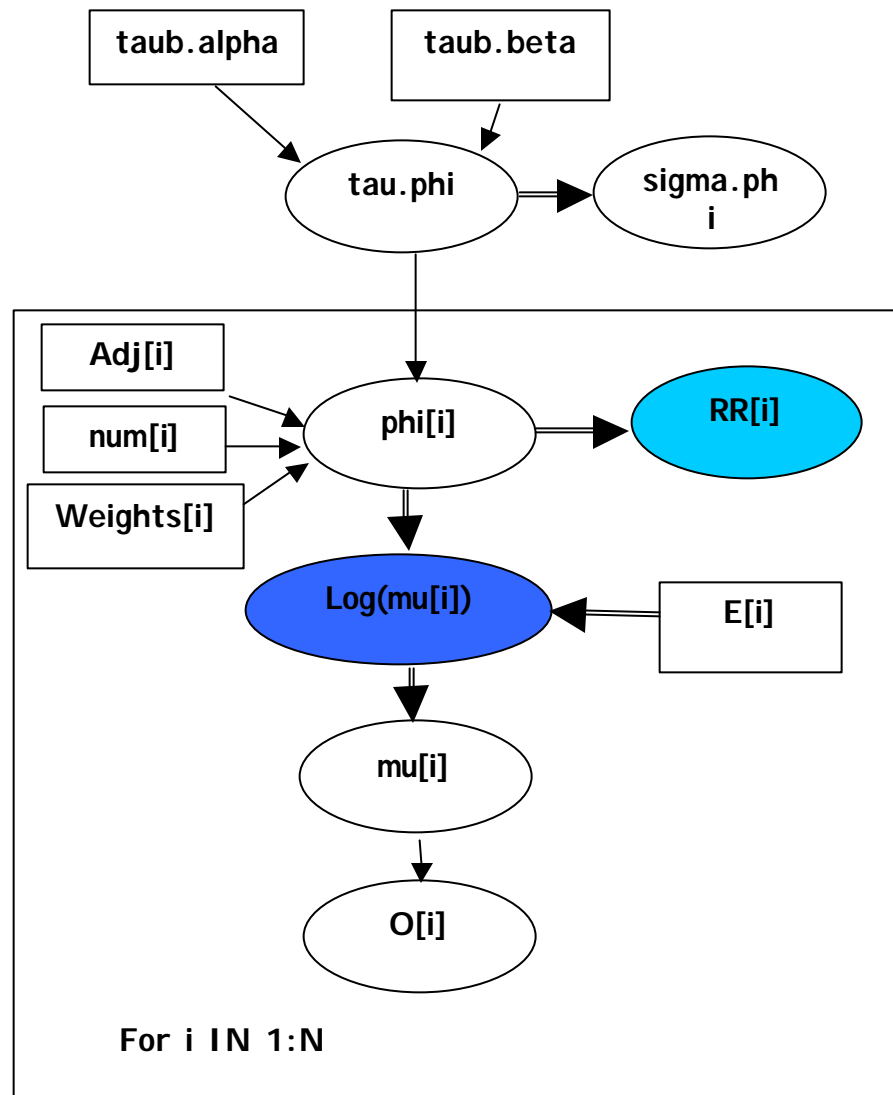 taub.alpha
taub.beta
tau.phi
sigma.ph
i
Adj[i]
num[i]
Weights[i]
phi[i]
RR[i]
Log(mu[i])
E[i]
mu[i]
O[i]
For i IN 1:N